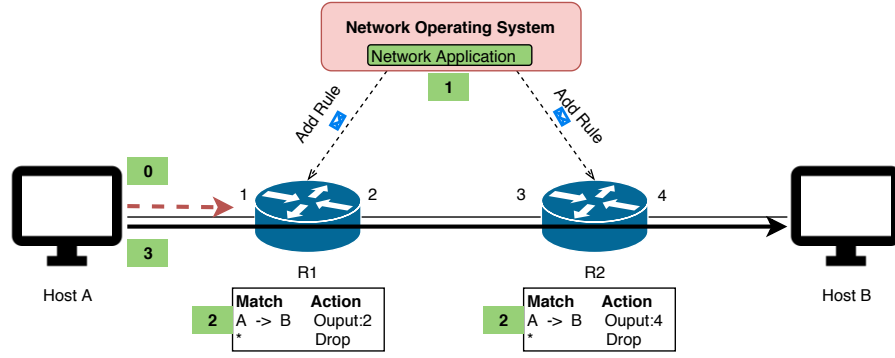 Network Operating System
Network Application
1
Add Rule
Add Rule
0
1
2
3
4
3
R1
R2
Host A
Host B
Match Action
2 A -> B Ouput:2
* Drop
Match Action
2 A -> B Ouput:4
* Drop